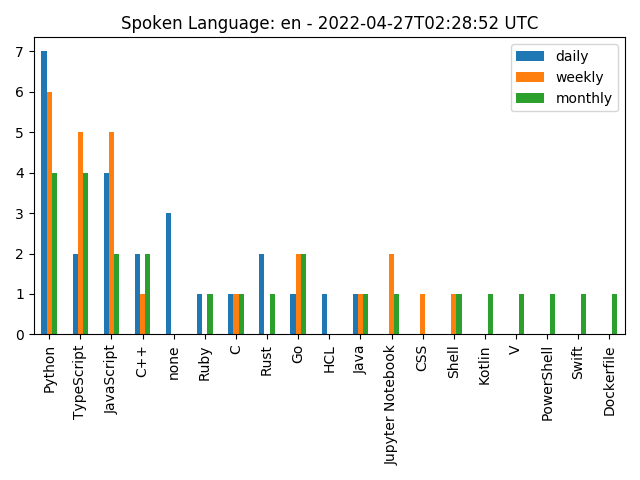 Spoken Language: en - 2022-04-27T02:28:52 UTC
daily
weekly
monthly
7
6
5
4
3
2
1
0
Python
TypeScript
JavaScript
C++
none
Ruby
C
Rust
Go
HCL
Java
Jupyter Notebook
CSS
Shell
Kotlin
V
PowerShell
Swift
Dockerfile